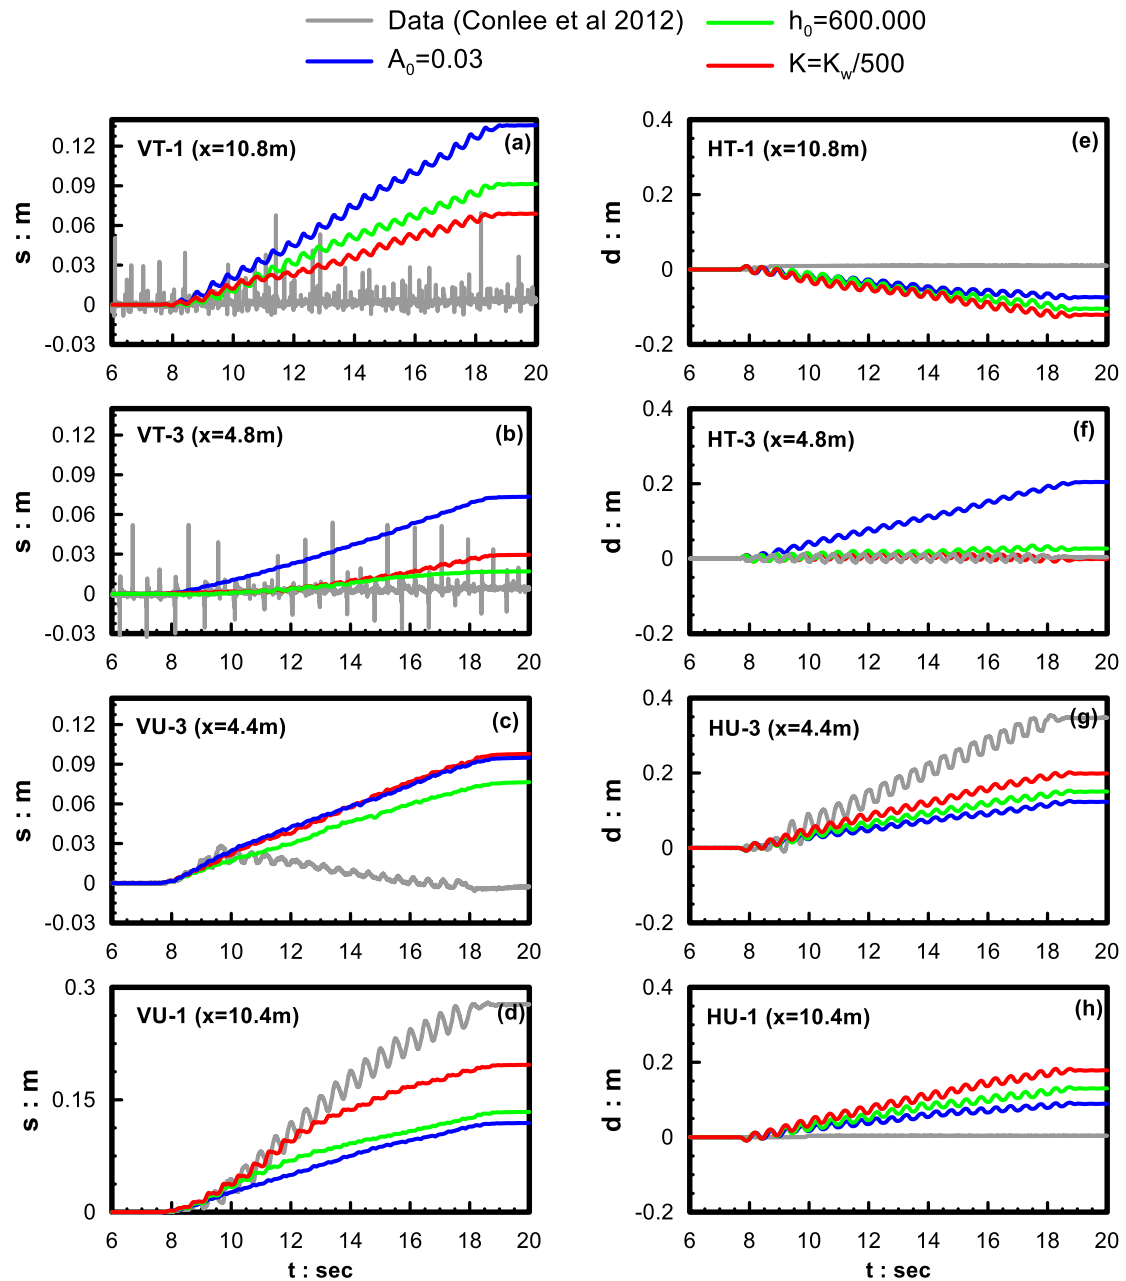 Data (Conlee et al 2012)
h₀=600.000
A₀=0.03
K=K_w/500
VT-1 (x=10.8m)
(a)
s : m
0.12
0.09
0.06
0.03
0
-0.03
6 8 10 12 14 16 18 20
HT-1 (x=10.8m)
(e)
d : m
0.4
0.2
0
-0.2
6 8 10 12 14 16 18 20
VT-3 (x=4.8m)
(b)
s : m
0.12
0.09
0.06
0.03
0
-0.03
6 8 10 12 14 16 18 20
HT-3 (x=4.8m)
(f)
d : m
0.4
0.2
0
-0.2
6 8 10 12 14 16 18 20
VU-3 (x=4.4m)
(c)
s : m
0.12
0.09
0.06
0.03
0
-0.03
6 8 10 12 14 16 18 20
HU-3 (x=4.4m)
(g)
d : m
0.4
0.2
0
-0.2
6 8 10 12 14 16 18 20
VU-1 (x=10.4m)
(d)
s : m
0.3
0.15
0
6 8 10 12 14 16 18 20
t : sec
HU-1 (x=10.4m)
(h)
d : m
0.4
0.2
0
-0.2
6 8 10 12 14 16 18 20
t : sec